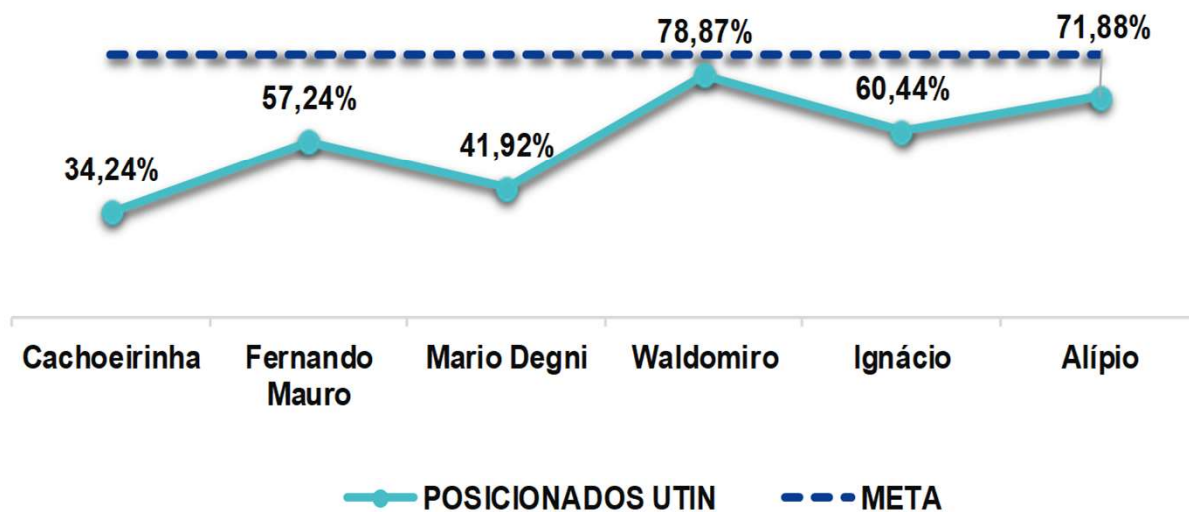 78,87%
71,88%
57,24%
60,44%
41,92%
34,24%
Cachoeirinha
Fernando
Mauro
Mario Degni
Waldomiro
Ignácio
Alípio
POSICIONADOS UTIN
META